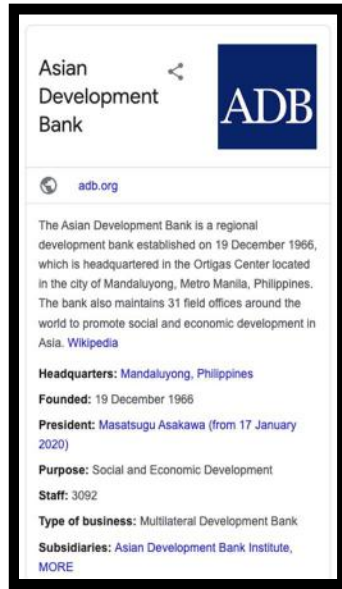 Asian
Development
Bank
ADB
adb.org
The Asian Development Bank is a regional
development bank established on 19 December 1966,
which is headquartered in the Ortigas Center located
in the city of Mandaluyong, Metro Manila, Philippines.
The bank also maintains 31 field offices around the
world to promote social and economic development in
Asia. Wikipedia
Headquarters: Mandaluyong, Philippines
Founded: 19 December 1966
President: Masatsugu Asakawa (from 17 January
2020)
Purpose: Social and Economic Development
Staff: 3092
Type of business: Multilateral Development Bank
Subsidiaries: Asian Development Bank Institute,
MORE